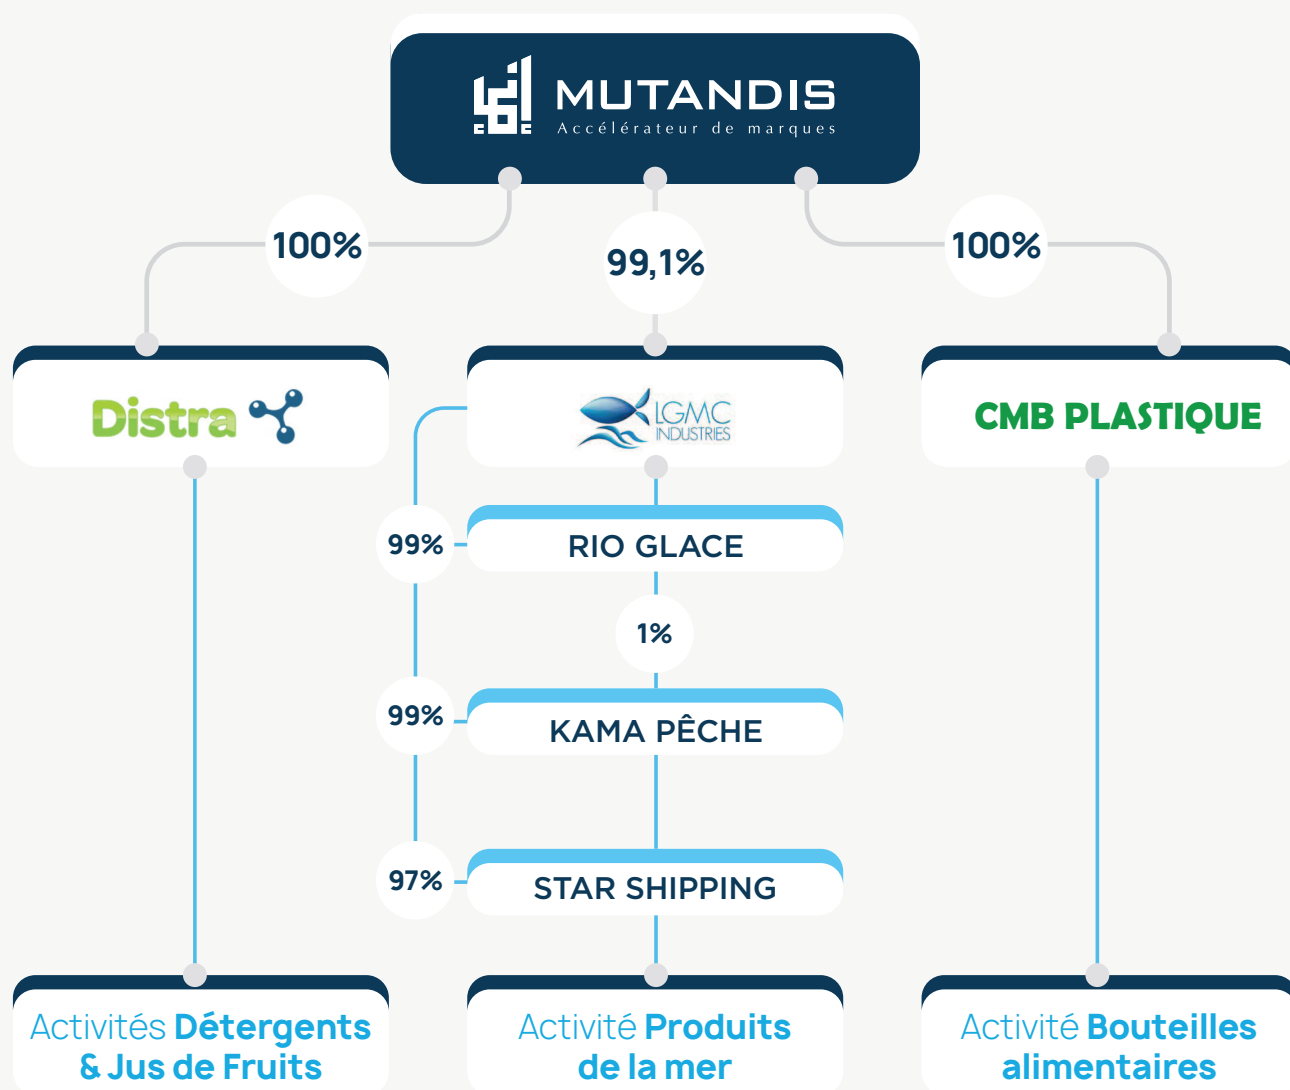 MUTANDIS
Accélérateur de marques
100%
99,1%
100%
Distra
LGMC
INDUSTRIES
CMB PLASTIQUE
99%
RIO GLACE
1%
99%
KAMA PÊCHE
97%
STAR SHIPPING
Activités Détergents
& Jus de Fruits
Activité Produits
de la mer
Activité Bouteilles
alimentaires